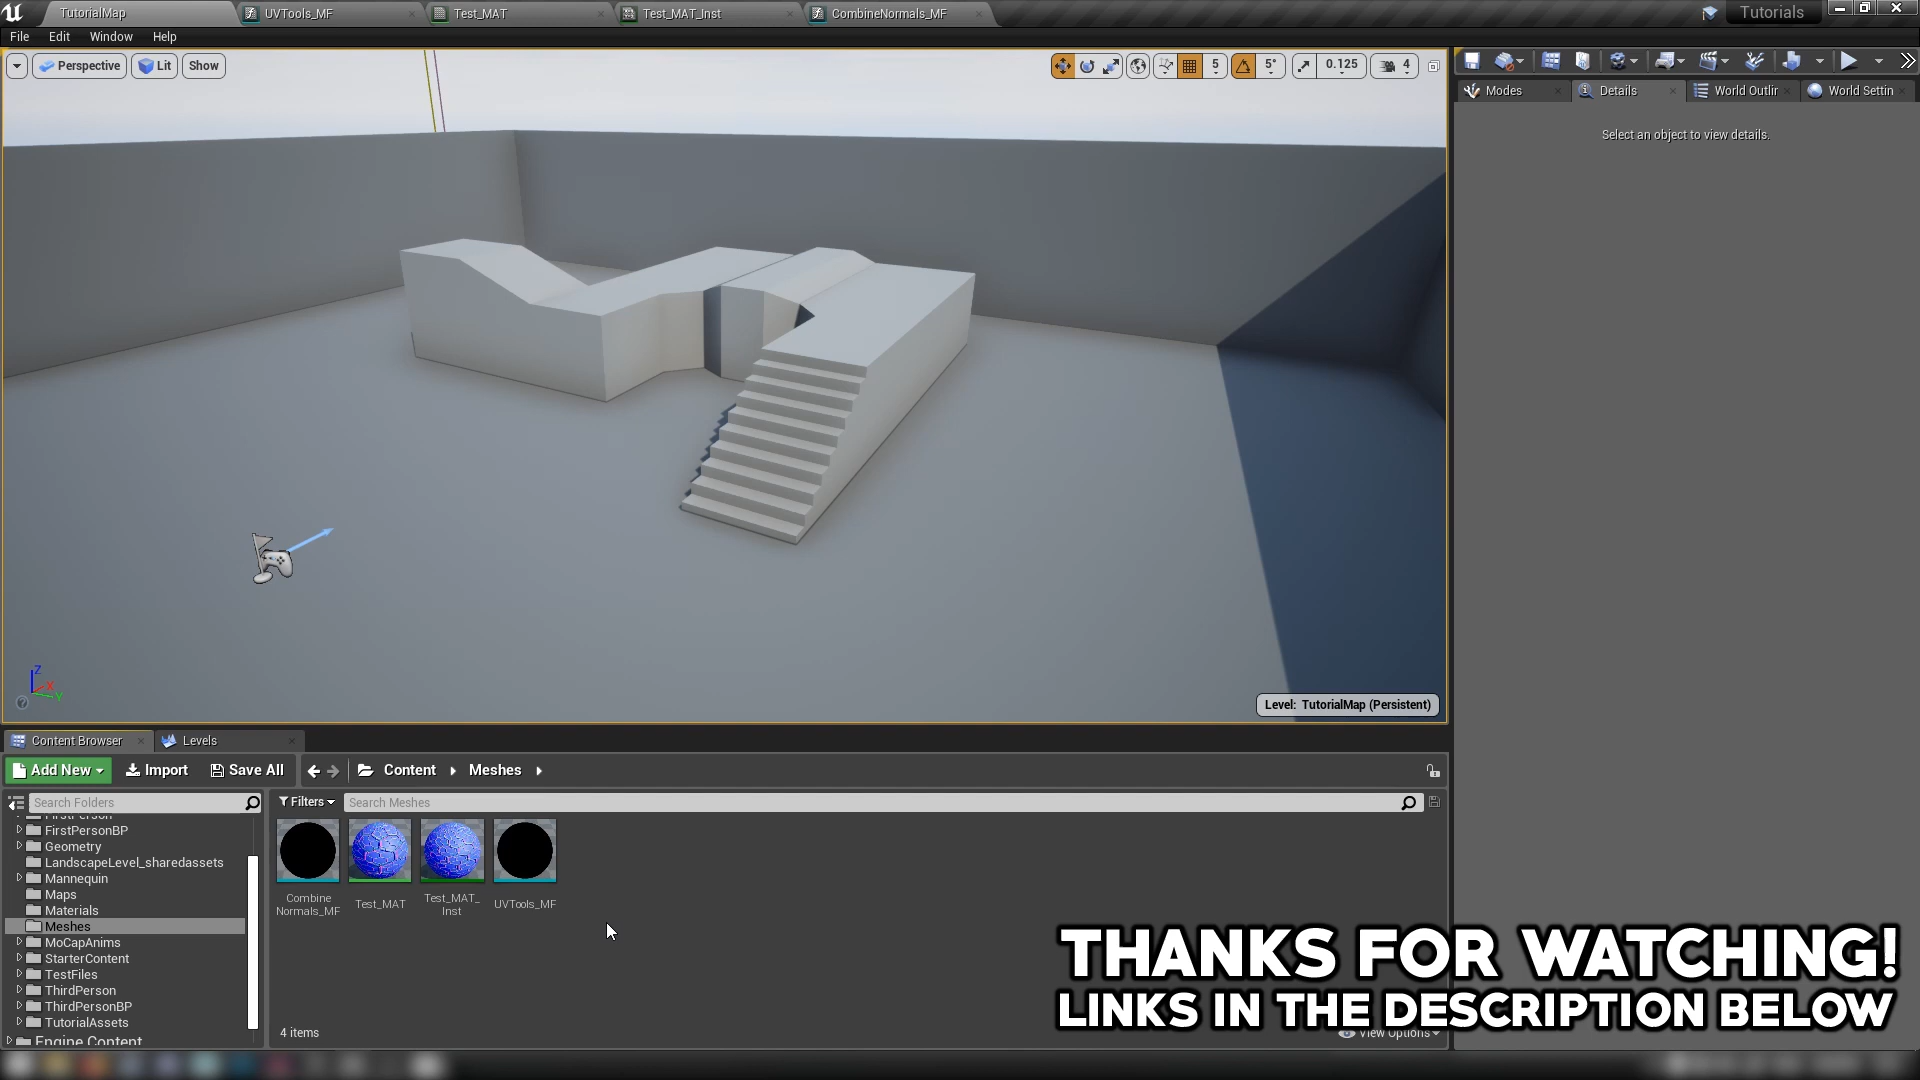 TutorialMap
UVTools_MF
Test_MAT
Test_MAT_Inst
CombineNormals_MF
Tutorials
File
Edit
Window
Help
Perspective
Lit
Show
5
5°
0.125
4
Modes
Details
World Outlir
World Settin
Select an object to view details.
Z
X
Y
Level: TutorialMap (Persistent)
Content Browser
Levels
Add New
Import
Save All
Content
Meshes
Search Folders
Filters
Search Meshes
FirstPerson
FirstPersonBP
Geometry
LandscapeLevel_sharedassets
Mannequin
Maps
Materials
Meshes
MoCapAnims
StarterContent
TestFiles
ThirdPerson
ThirdPersonBP
TutorialAssets
Engine Content
Combine
Normals_MF
Test_MAT
Test_MAT_
Inst
UVTools_MF
4 items
View Options
THANKS FOR WATCHING!
LINKS IN THE DESCRIPTION BELOW